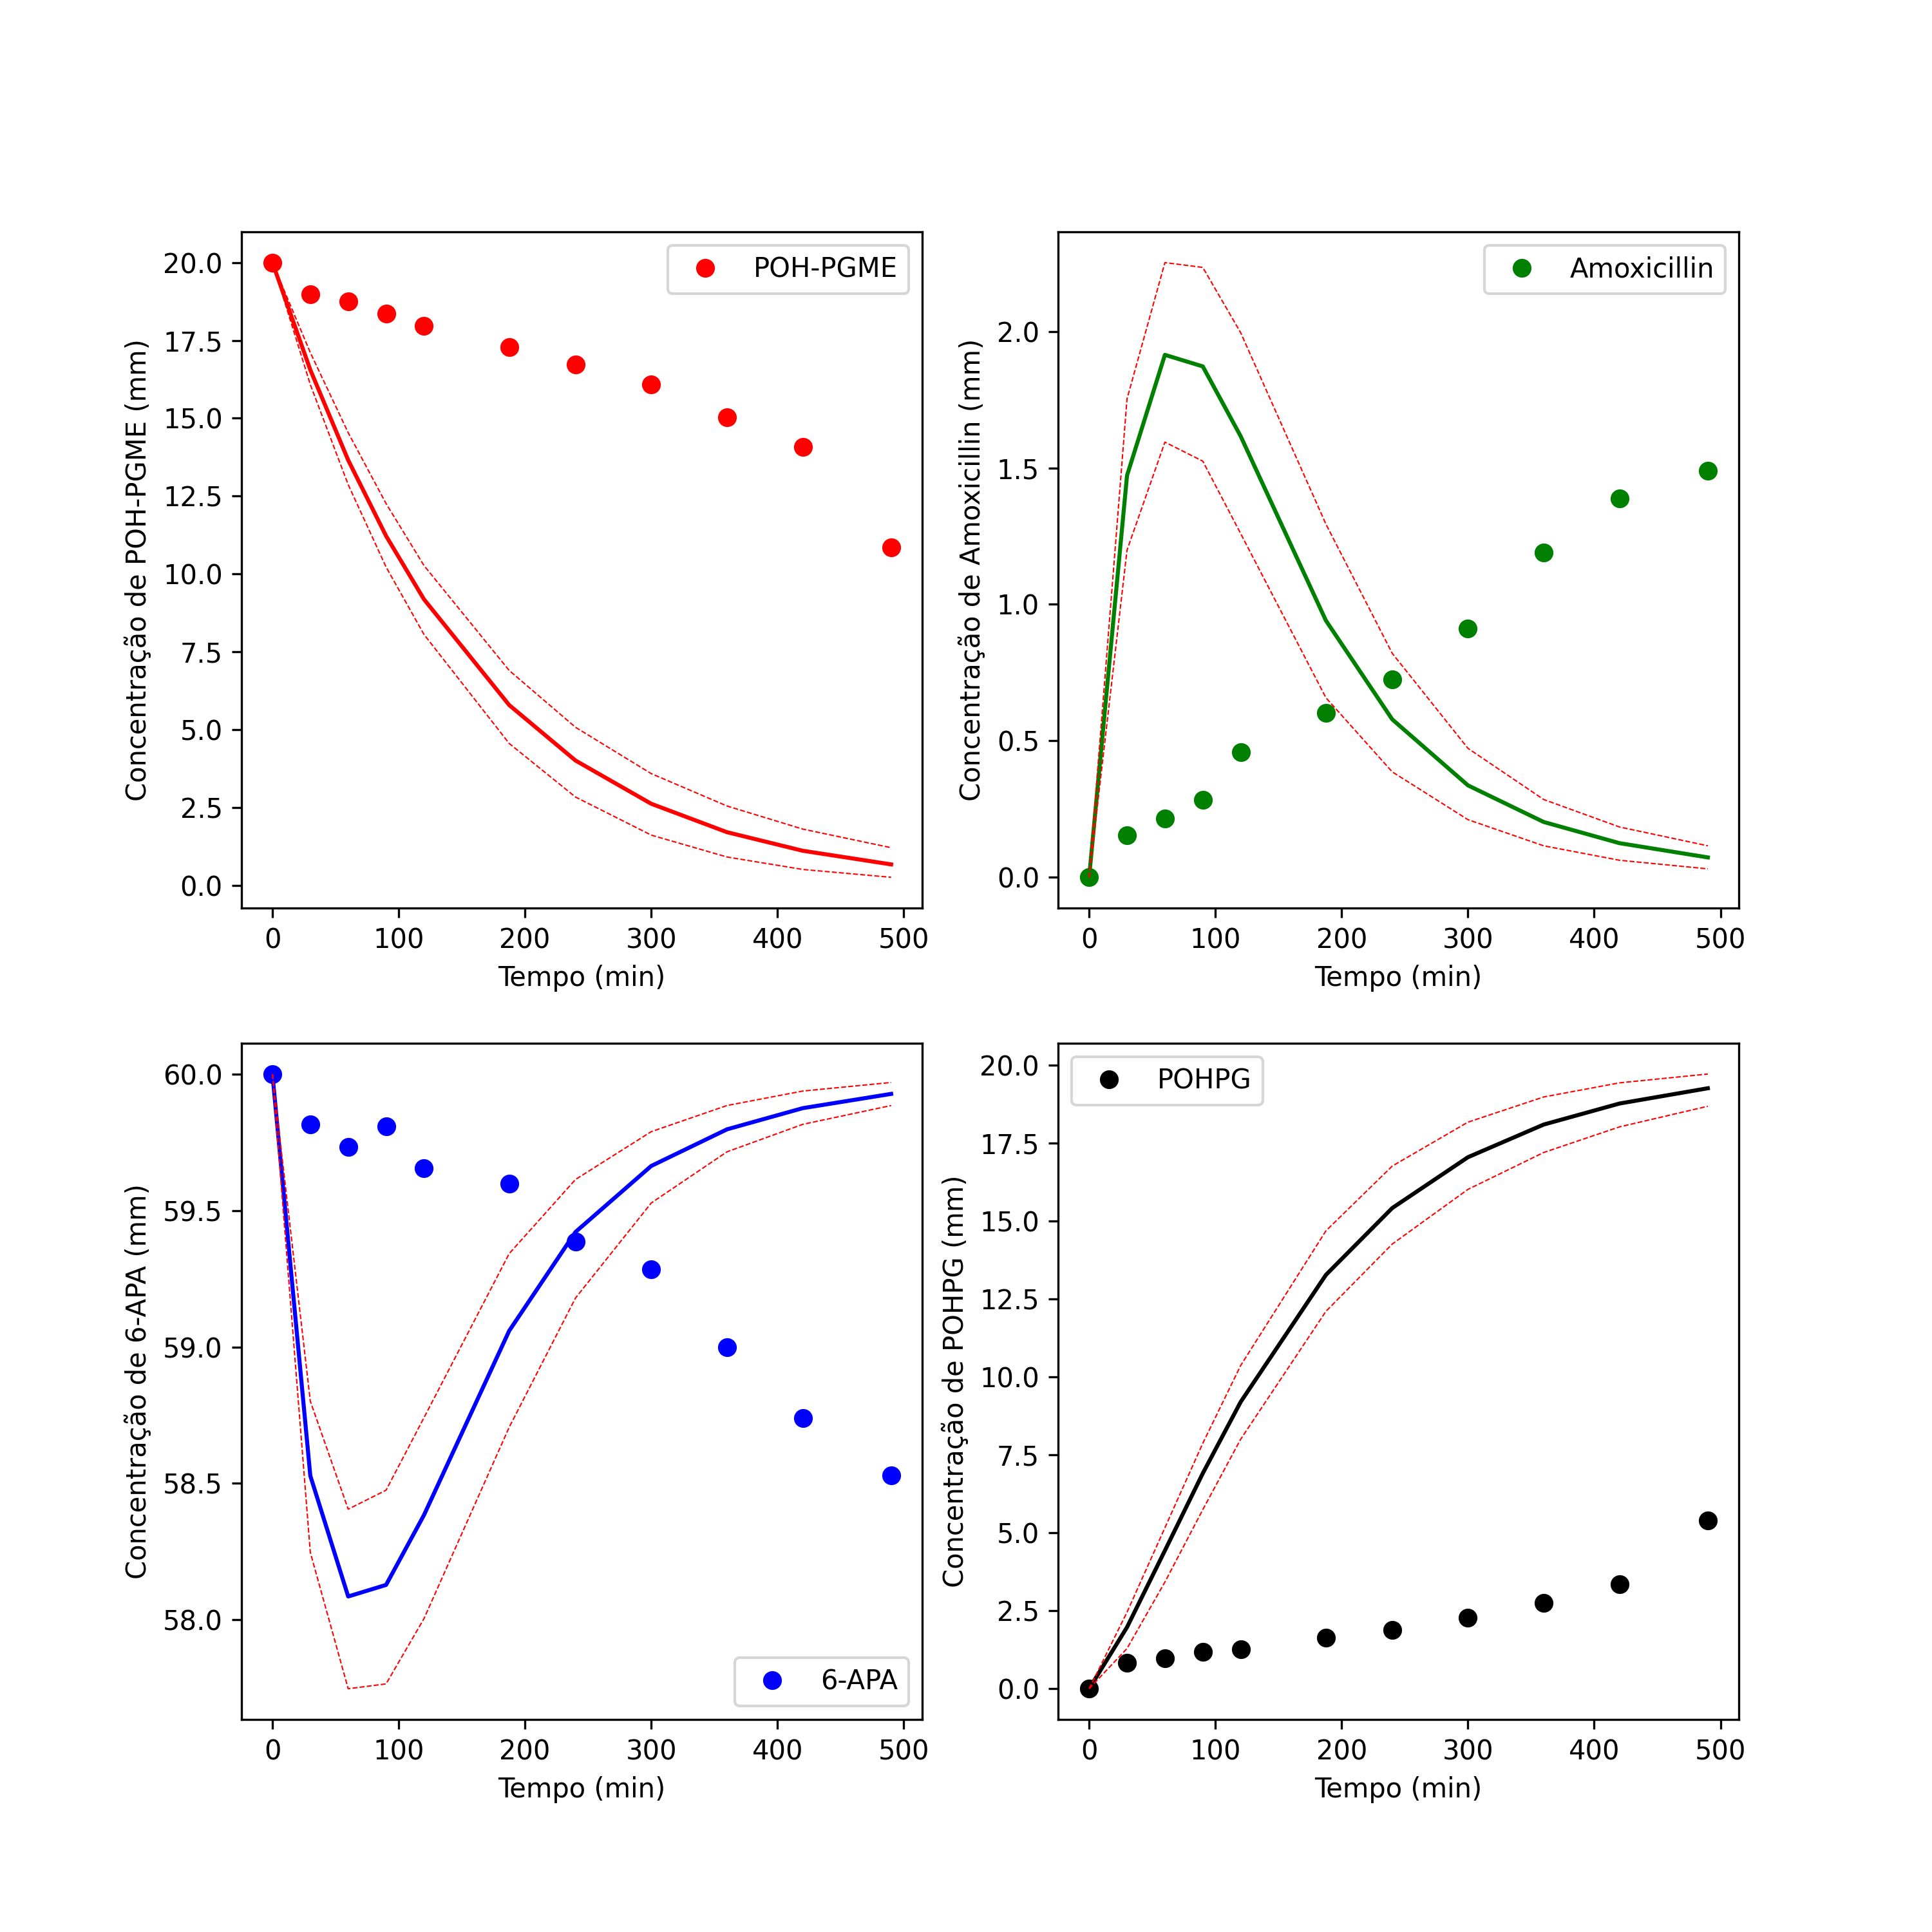 Concentração de POH-PGME (mm)
20.0
17.5
15.0
12.5
10.0
7.5
5.0
2.5
0.0
POH-PGME
0 100 200 300 400 500
Tempo (min)
Concentração de Amoxicillin (mm)
2.0
1.5
1.0
0.5
0.0
Amoxicillin
0 100 200 300 400 500
Tempo (min)
Concentração de 6-APA (mm)
60.0
59.5
59.0
58.5
58.0
6-APA
0 100 200 300 400 500
Tempo (min)
Concentração de POHPG (mm)
20.0
17.5
15.0
12.5
10.0
7.5
5.0
2.5
0.0
POHPG
0 100 200 300 400 500
Tempo (min)